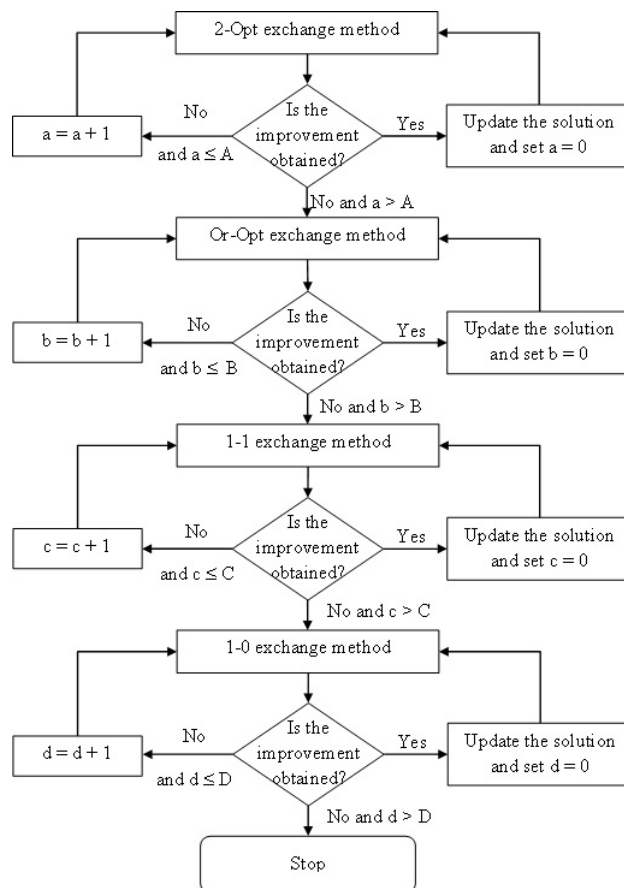 2-Opt exchange method
No
and a ≤ A
a = a + 1
Is the
improvement
obtained?
Yes
Update the solution
and set a = 0
No and a > A
Or-Opt exchange method
No
and b ≤ B
b = b + 1
Is the
improvement
obtained?
Yes
Update the solution
and set b = 0
No and b > B
1-1 exchange method
No
and c ≤ C
c = c + 1
Is the
improvement
obtained?
Yes
Update the solution
and set c = 0
No and c > C
1-0 exchange method
No
and d ≤ D
d = d + 1
Is the
improvement
obtained?
Yes
Update the solution
and set d = 0
No and d > D
Stop